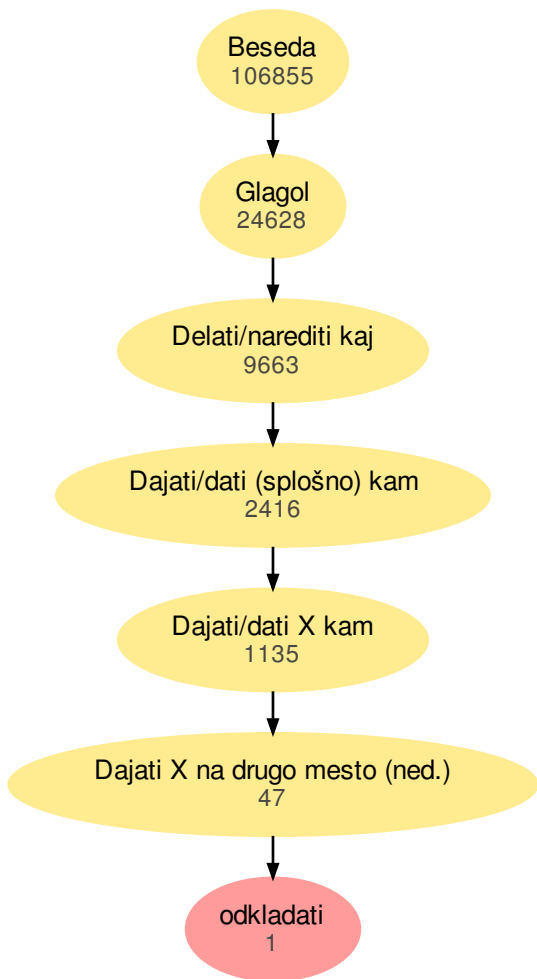 Beseda
106855
Glagol
24628
Delati/narediti kaj
9663
Dajati/dati (splošno) kam
2416
Dajati/dati X kam
1135
Dajati X na drugo mesto (ned.)
47
odkladati
1